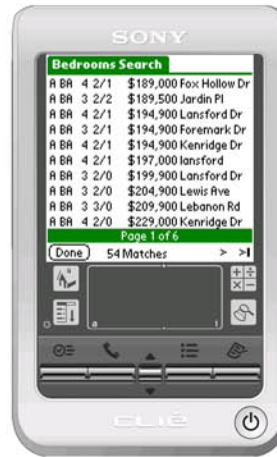 SONY
Bedrooms Search
A BA 4 2/1 $189,000 Fox Hollow Dr
A BA 3 2/2 $189,500 Jardin Pl
A BA 4 2/1 $194,900 Lansford Dr
A BA 3 2/1 $194,900 Foremark Dr
A BA 4 2/1 $194,900 Kenridge Dr
A BA 4 2/1 $197,000 lansford
A BA 3 2/0 $199,900 Lansford Dr
A BA 3 2/0 $204,900 Lewis Ave
A BA 3 3/0 $209,900 Lebanon Rd
A BA 4 2/0 $229,000 Kenridge Dr
Page 1 of 6
Done 54 Matches > >|
a 1
CLIÉ